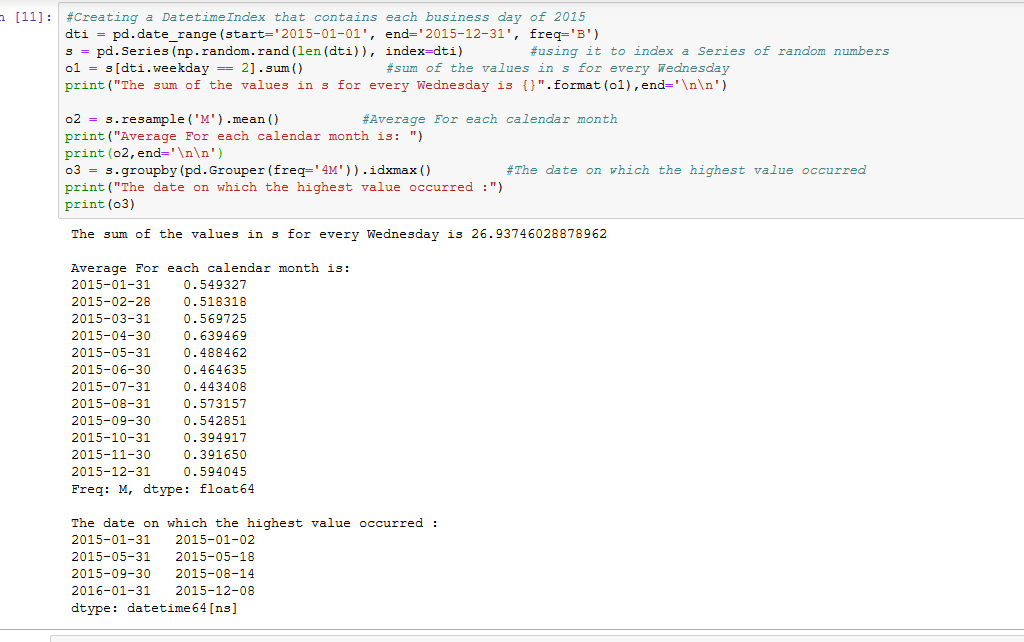 n [11]: #Creating a DatetimeIndex that contains each business day of 2015
dti = pd.date_range(start='2015-01-01', end='2015-12-31', freq='B')
s = pd.Series(np.random.rand(len(dti)), index=dti) #using it to index a Series of random numbers
o1 = s[dti.weekday == 2].sum() #sum of the values in s for every Wednesday
print("The sum of the values in s for every Wednesday is {}".format(o1),end='\n\n')
o2 = s.resample('M').mean() #Average For each calendar month
print("Average For each calendar month is: ")
print(o2,end='\n\n')
o3 = s.groupby(pd.Grouper(freq='4M')).idxmax() #The date on which the highest value occurred
print("The date on which the highest value occurred :")
print(o3)
The sum of the values in s for every Wednesday is 26.93746028878962
Average For each calendar month is:
2015-01-31 0.549327
2015-02-28 0.518318
2015-03-31 0.569725
2015-04-30 0.639469
2015-05-31 0.488462
2015-06-30 0.464635
2015-07-31 0.443408
2015-08-31 0.573157
2015-09-30 0.542851
2015-10-31 0.394917
2015-11-30 0.391650
2015-12-31 0.594045
Freq: M, dtype: float64
The date on which the highest value occurred :
2015-01-31 2015-01-02
2015-05-31 2015-05-18
2015-09-30 2015-08-14
2016-01-31 2015-12-08
dtype: datetime64[ns]